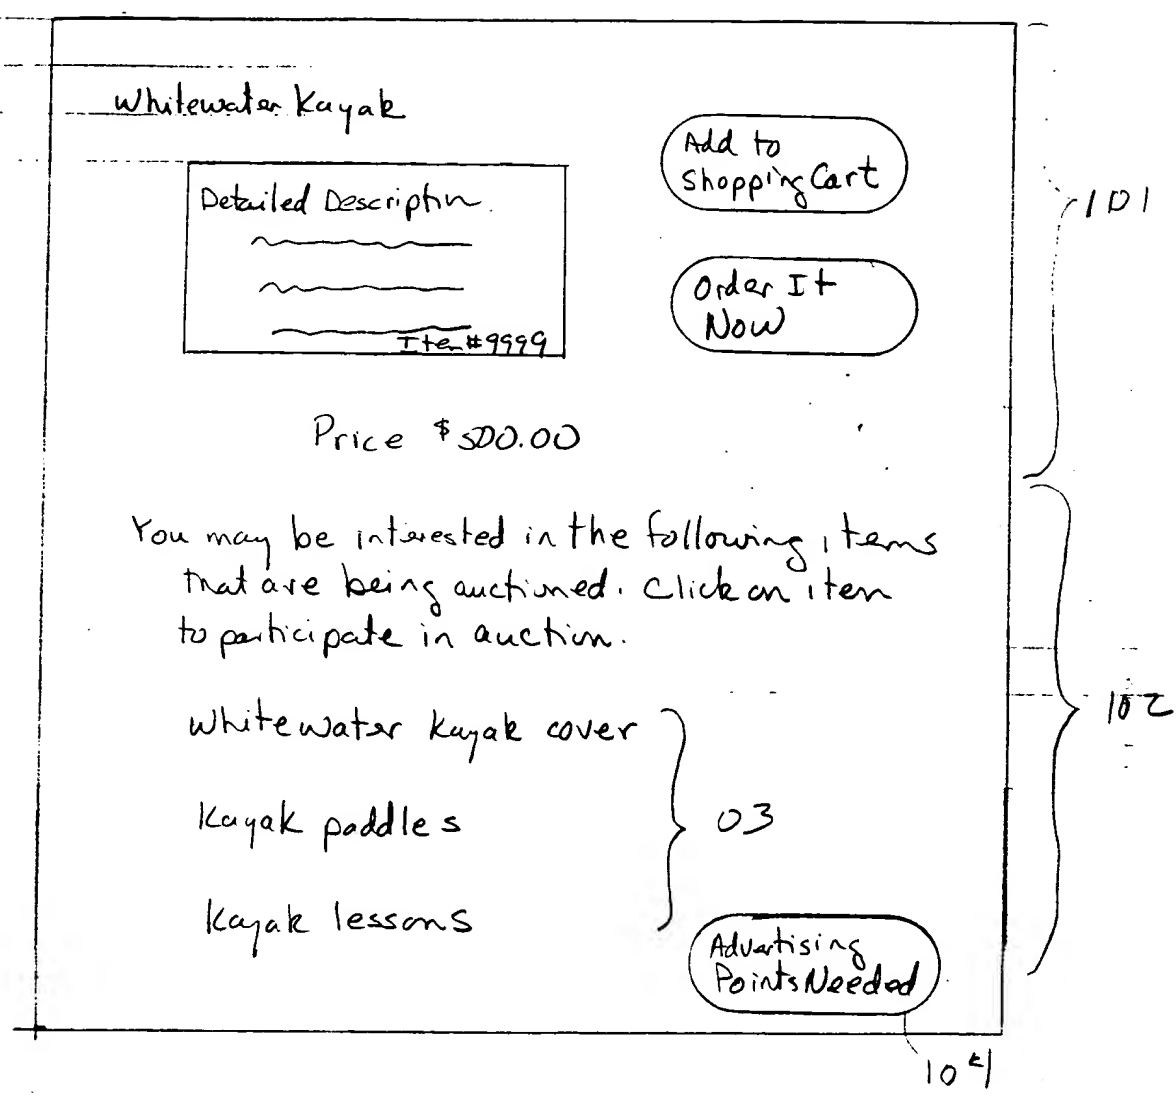 Whitewater Kayak
Add to
Shopping Cart
101
Detailed Description
Order It
Now
Item #9999
Price $500.00
You may be interested in the following items
that are being auctioned. Click on item
to participate in auction.
102
Whitewater Kayak cover
Kayak paddles
03
Kayak lessons
Advertising
Points Needed
104